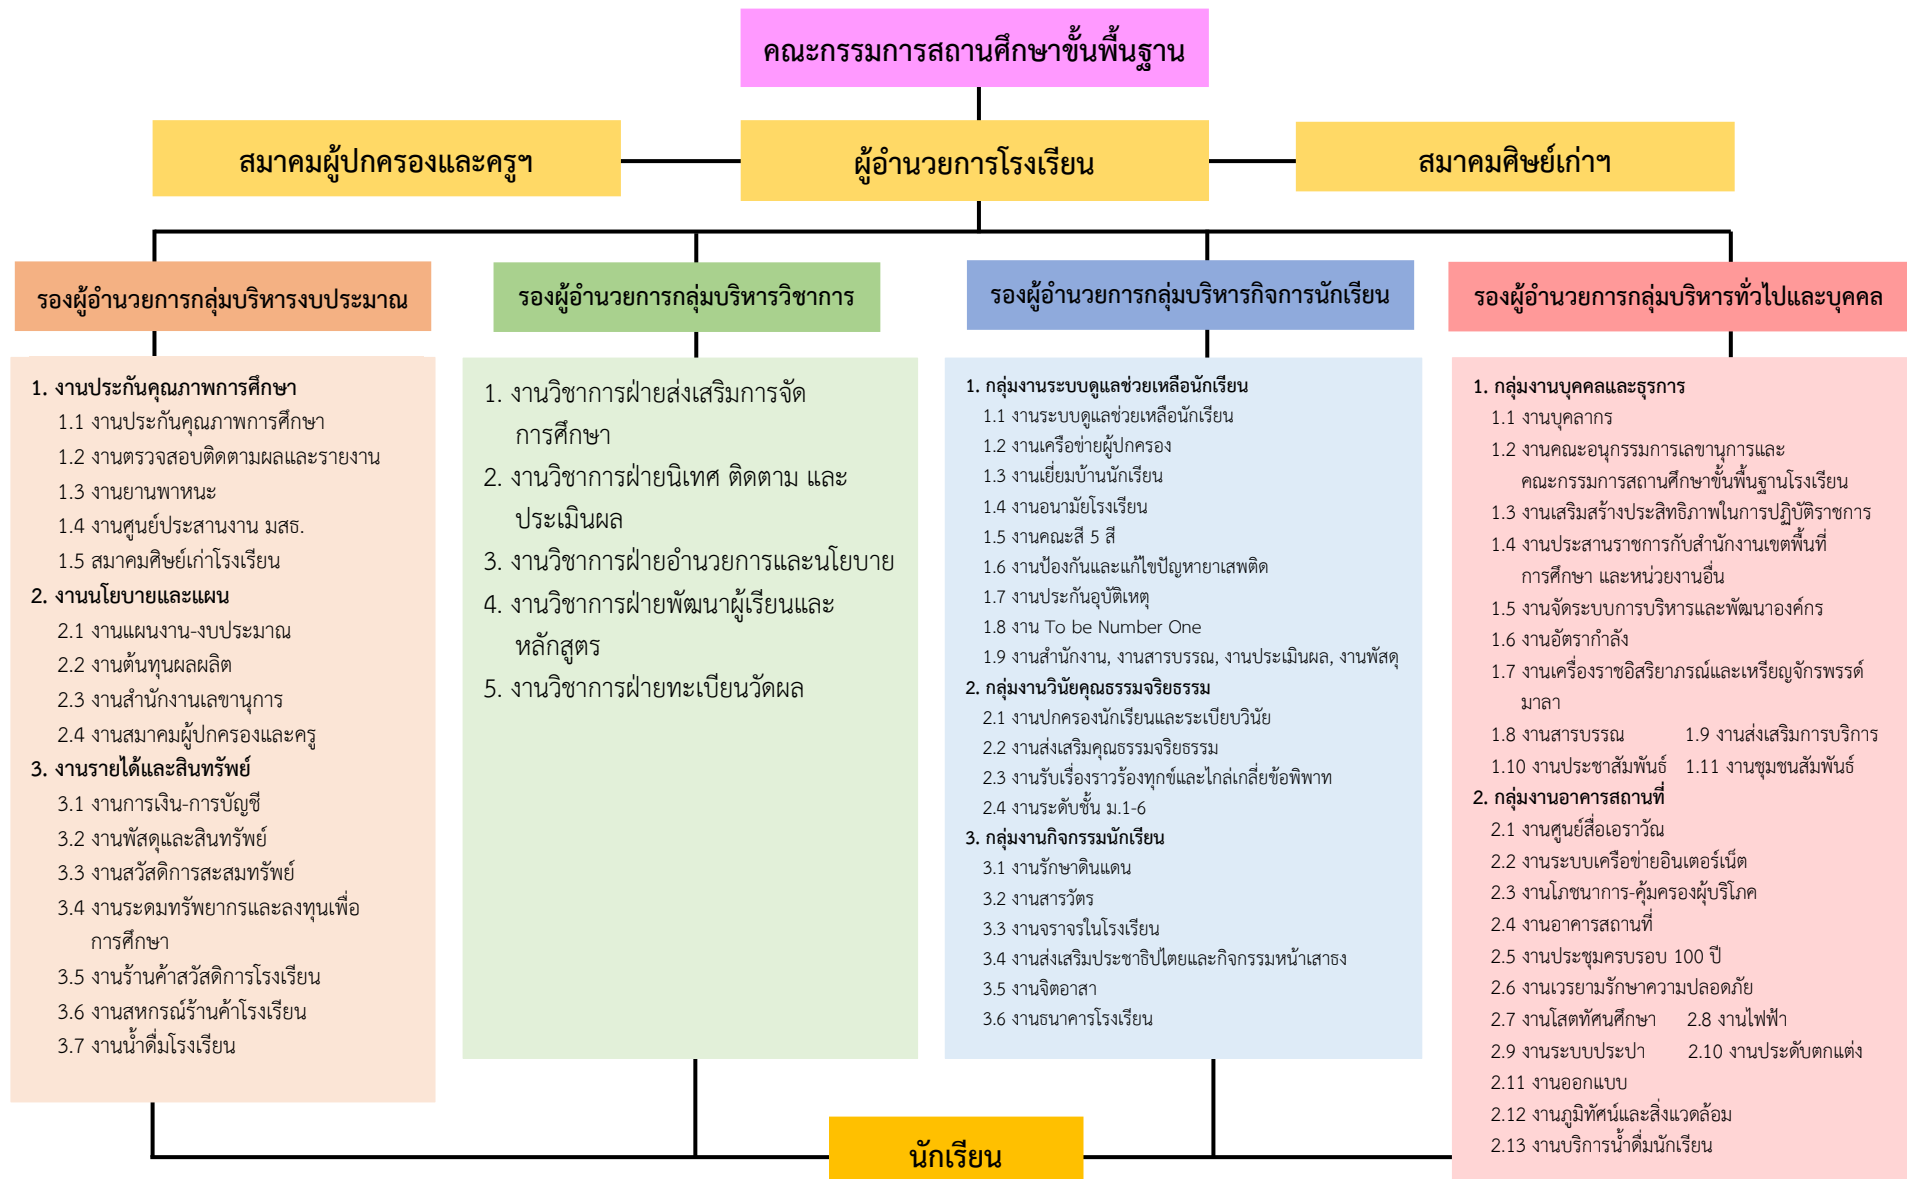 คณะกรรมการสถานศึกษาขั้นพื้นฐาน
สมาคมผู้ปกครองและครูฯ
ผู้อำนวยการโรงเรียน
สมาคมศิษย์เก่าฯ
รองผู้อำนวยการกลุ่มบริหารงบประมาณ
1. งานประกันคุณภาพการศึกษา
1.1 งานประกันคุณภาพการศึกษา
1.2 งานตรวจสอบติดตามผลและรายงาน
1.3 งานยานพาหนะ
1.4 งานศูนย์ประสานงาน มสธ.
1.5 สมาคมศิษย์เก่าโรงเรียน
2. งานนโยบายและแผน
2.1 งานแผนงาน-งบประมาณ
2.2 งานต้นทุนผลผลิต
2.3 งานสำนักงานเลขานุการ
2.4 งานสมาคมผู้ปกครองและครู
3. งานรายได้และสินทรัพย์
3.1 งานการเงิน-การบัญชี
3.2 งานพัสดุและสินทรัพย์
3.3 งานสวัสดิการสะสมทรัพย์
3.4 งานระดมทรัพยากรและลงทุนเพื่อ
การศึกษา
3.5 งานร้านค้าสวัสดิการโรงเรียน
3.6 งานสหกรณ์ร้านค้าโรงเรียน
3.7 งานน้ำดื่มโรงเรียน
รองผู้อำนวยการกลุ่มบริหารวิชาการ
1. งานวิชาการฝ่ายส่งเสริมการจัด
การศึกษา
2. งานวิชาการฝ่ายนิเทศ ติดตาม และ
ประเมินผล
3. งานวิชาการฝ่ายอำนวยการและนโยบาย
4. งานวิชาการฝ่ายพัฒนาผู้เรียนและ
หลักสูตร
5. งานวิชาการฝ่ายทะเบียนวัดผล
รองผู้อำนวยการกลุ่มบริหารกิจการนักเรียน
1. กลุ่มงานระบบดูแลช่วยเหลือนักเรียน
1.1 งานระบบดูแลช่วยเหลือนักเรียน
1.2 งานเครือข่ายผู้ปกครอง
1.3 งานเยี่ยมบ้านนักเรียน
1.4 งานอนามัยโรงเรียน
1.5 งานคณะสี 5 สี
1.6 งานป้องกันและแก้ไขปัญหายาเสพติด
1.7 งานประกันอุบัติเหตุ
1.8 งาน To be Number One
1.9 งานสำนักงาน, งานสารบรรณ, งานประเมินผล, งานพัสดุ
2. กลุ่มงานวินัยคุณธรรมจริยธรรม
2.1 งานปกครองนักเรียนและระเบียบวินัย
2.2 งานส่งเสริมคุณธรรมจริยธรรม
2.3 งานรับเรื่องราวร้องทุกข์และไกล่เกลี่ยข้อพิพาท
2.4 งานระดับชั้น ม.1-6
3. กลุ่มงานกิจกรรมนักเรียน
3.1 งานรักษาดินแดน
3.2 งานสารวัตร
3.3 งานจราจรในโรงเรียน
3.4 งานส่งเสริมประชาธิปไตยและกิจกรรมหน้าเสาธง
3.5 งานจิตอาสา
3.6 งานธนาคารโรงเรียน
รองผู้อำนวยการกลุ่มบริหารทั่วไปและบุคคล
1. กลุ่มงานบุคคลและธุรการ
1.1 งานบุคลากร
1.2 งานคณะอนุกรรมการเลขานุการและ
คณะกรรมการสถานศึกษาขั้นพื้นฐานโรงเรียน
1.3 งานเสริมสร้างประสิทธิภาพในการปฏิบัติราชการ
1.4 งานประสานราชการกับสำนักงานเขตพื้นที่
การศึกษา และหน่วยงานอื่น
1.5 งานจัดระบบการบริหารและพัฒนาองค์กร
1.6 งานอัตรากำลัง
1.7 งานเครื่องราชอิสริยาภรณ์และเหรียญจักรพรรดิ์
มาลา
1.8 งานสารบรรณ 1.9 งานส่งเสริมการบริการ
1.10 งานประชาสัมพันธ์ 1.11 งานชุมชนสัมพันธ์
2. กลุ่มงานอาคารสถานที่
2.1 งานศูนย์สื่อเอราวัณ
2.2 งานระบบเครือข่ายอินเตอร์เน็ต
2.3 งานโภชนาการ-คุ้มครองผู้บริโภค
2.4 งานอาคารสถานที่
2.5 งานประชุมครบรอบ 100 ปี
2.6 งานเวรยามรักษาความปลอดภัย
2.7 งานโสตทัศนศึกษา 2.8 งานไฟฟ้า
2.9 งานระบบประปา 2.10 งานประดับตกแต่ง
2.11 งานออกแบบ
2.12 งานภูมิทัศน์และสิ่งแวดล้อม
2.13 งานบริการน้ำดื่มนักเรียน
นักเรียน